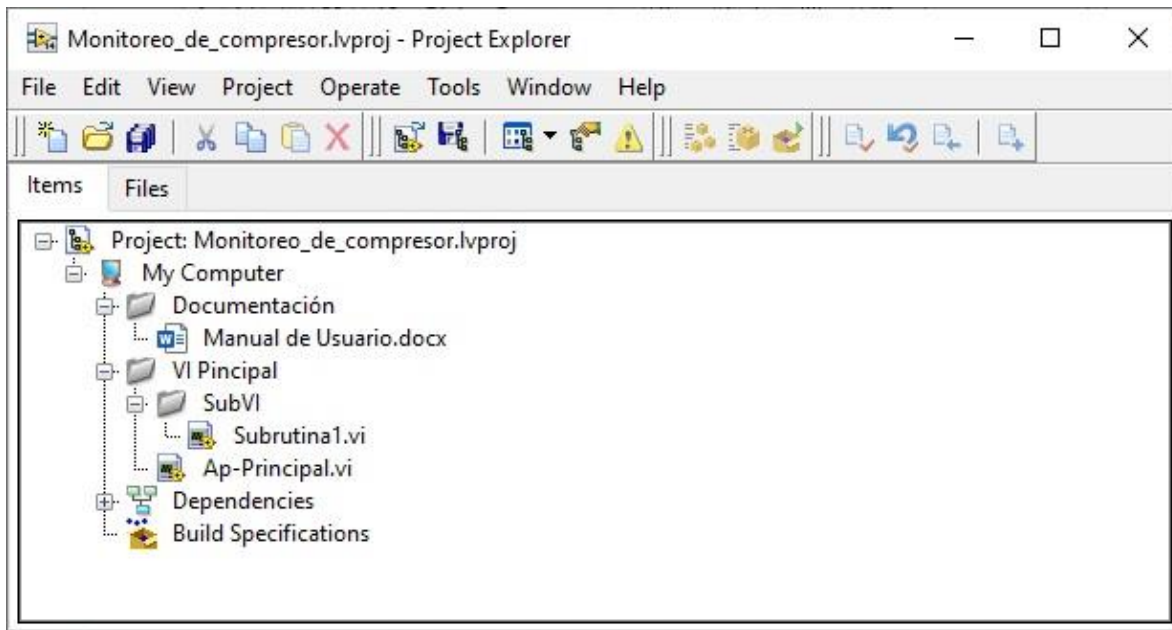 Monitoreo_de_compresor.lvproj - Project Explorer
File Edit View Project Operate Tools Window Help
Items Files
Project: Monitoreo_de_compresor.lvproj
My Computer
Documentación
Manual de Usuario.docx
VI Pincipal
SubVI
Subrutina1.vi
Ap-Principal.vi
Dependencies
Build Specifications